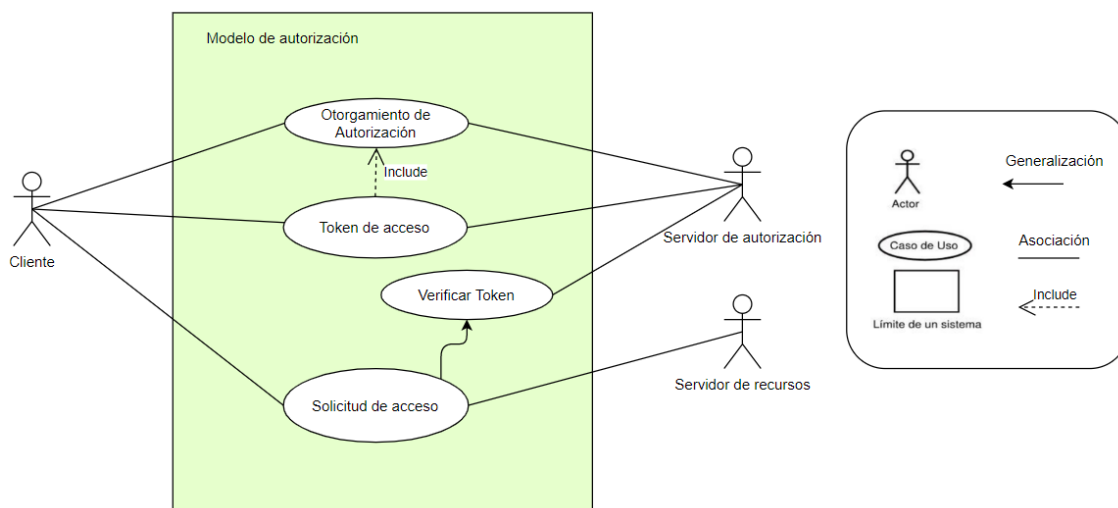 Modelo de autorización
Otorgamiento de
Autorización
Include
Token de acceso
Verificar Token
Solicitud de acceso
Cliente
Servidor de autorización
Servidor de recursos
Actor
Generalización
Caso de Uso
Asociación
Límite de un sistema
Include